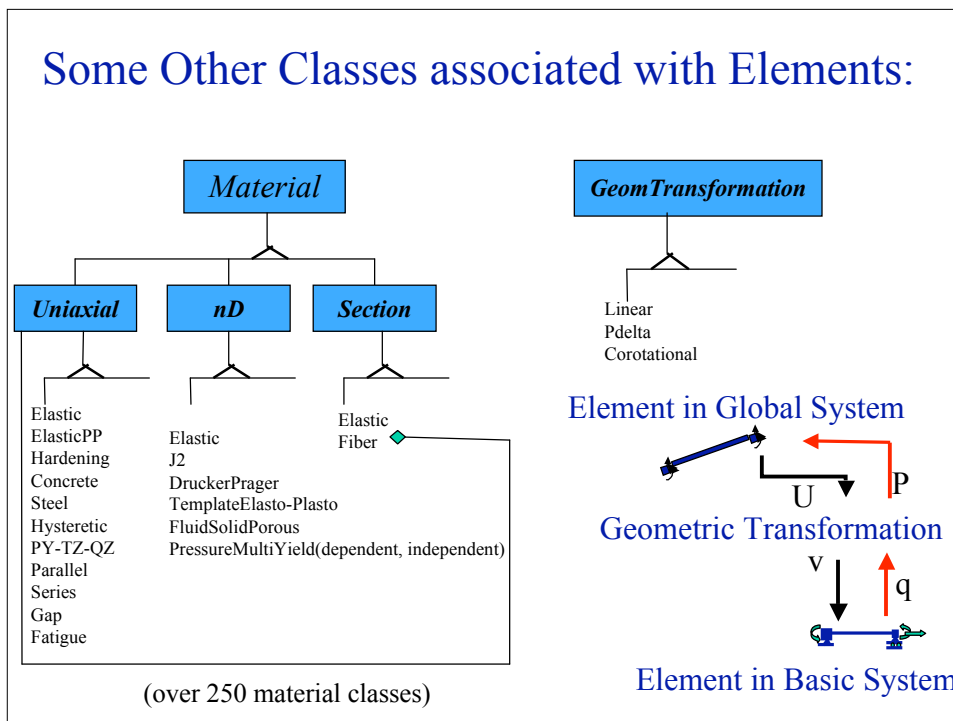 Some Other Classes associated with Elements:
Material
GeomTransformation
Uniaxial
nD
Section
Linear
Pdelta
Corotational
Elastic
ElasticPP
Hardening
Concrete
Steel
Hysteretic
PY-TZ-QZ
Parallel
Series
Gap
Fatigue
Elastic
J2
DruckerPrager
TemplateElasto-Plasto
FluidSolidPorous
PressureMultiYield(dependent, independent)
Elastic
Fiber
(over 250 material classes)
Element in Global System
U
P
Geometric Transformation
v
q
Element in Basic System